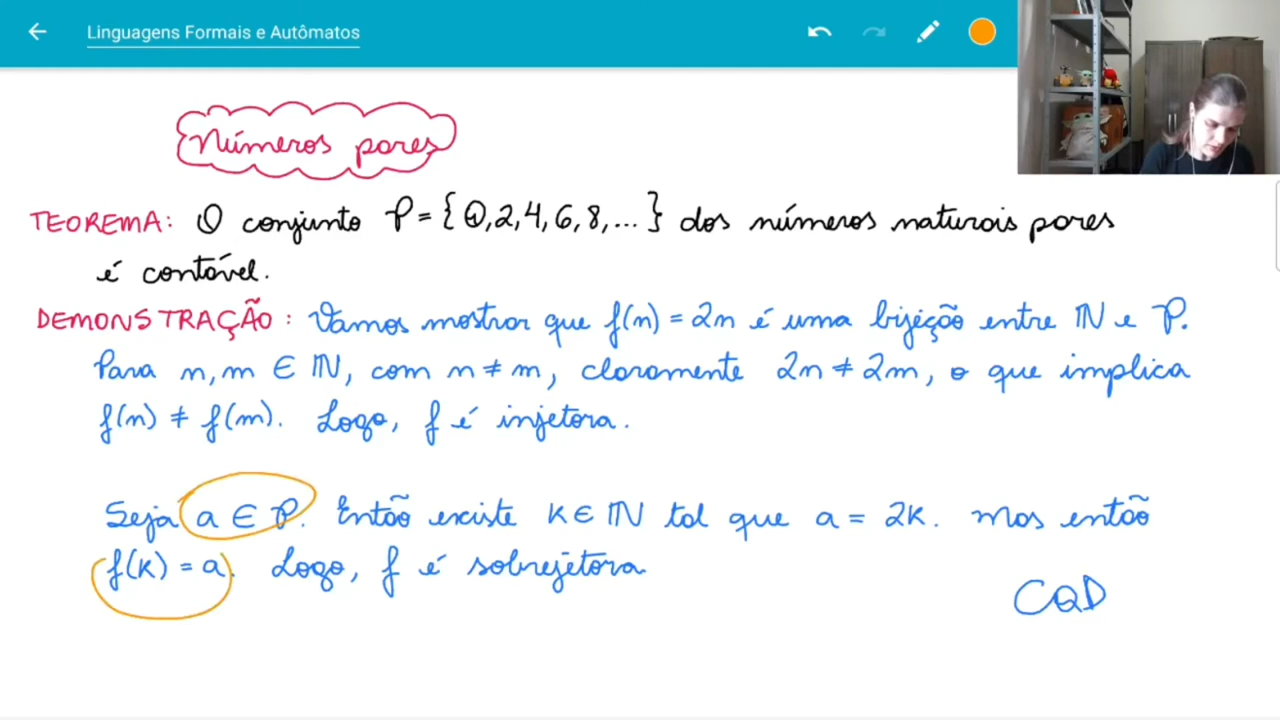 Linguagens Formais e Autômatos
Números pares
TEOREMA: O conjunto P = {0, 2, 4, 6, 8, ...} dos números naturais pares
é contável.
DEMONSTRAÇÃO: Vamos mostrar que f(n) = 2n é uma bijeção entre ℕ e P.
Para n, m ∈ ℕ, com n ≠ m, claramente 2n ≠ 2m, o que implica
f(n) ≠ f(m). Logo, f é injetora.
Seja a ∈ P. Então existe k ∈ ℕ tal que a = 2k. Mas então
f(k) = a. Logo, f é sobrejetora
CQD